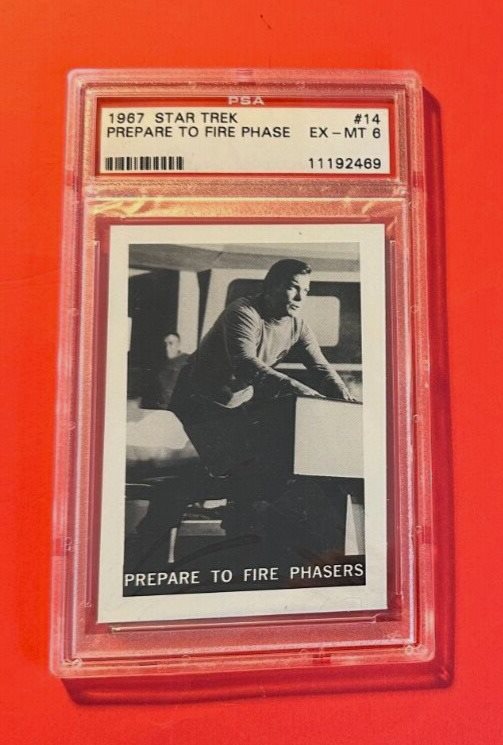 PSA
1967 STAR TREK #14
PREPARE TO FIRE PHASE EX-MT 6
11192469
PREPARE TO FIRE PHASERS